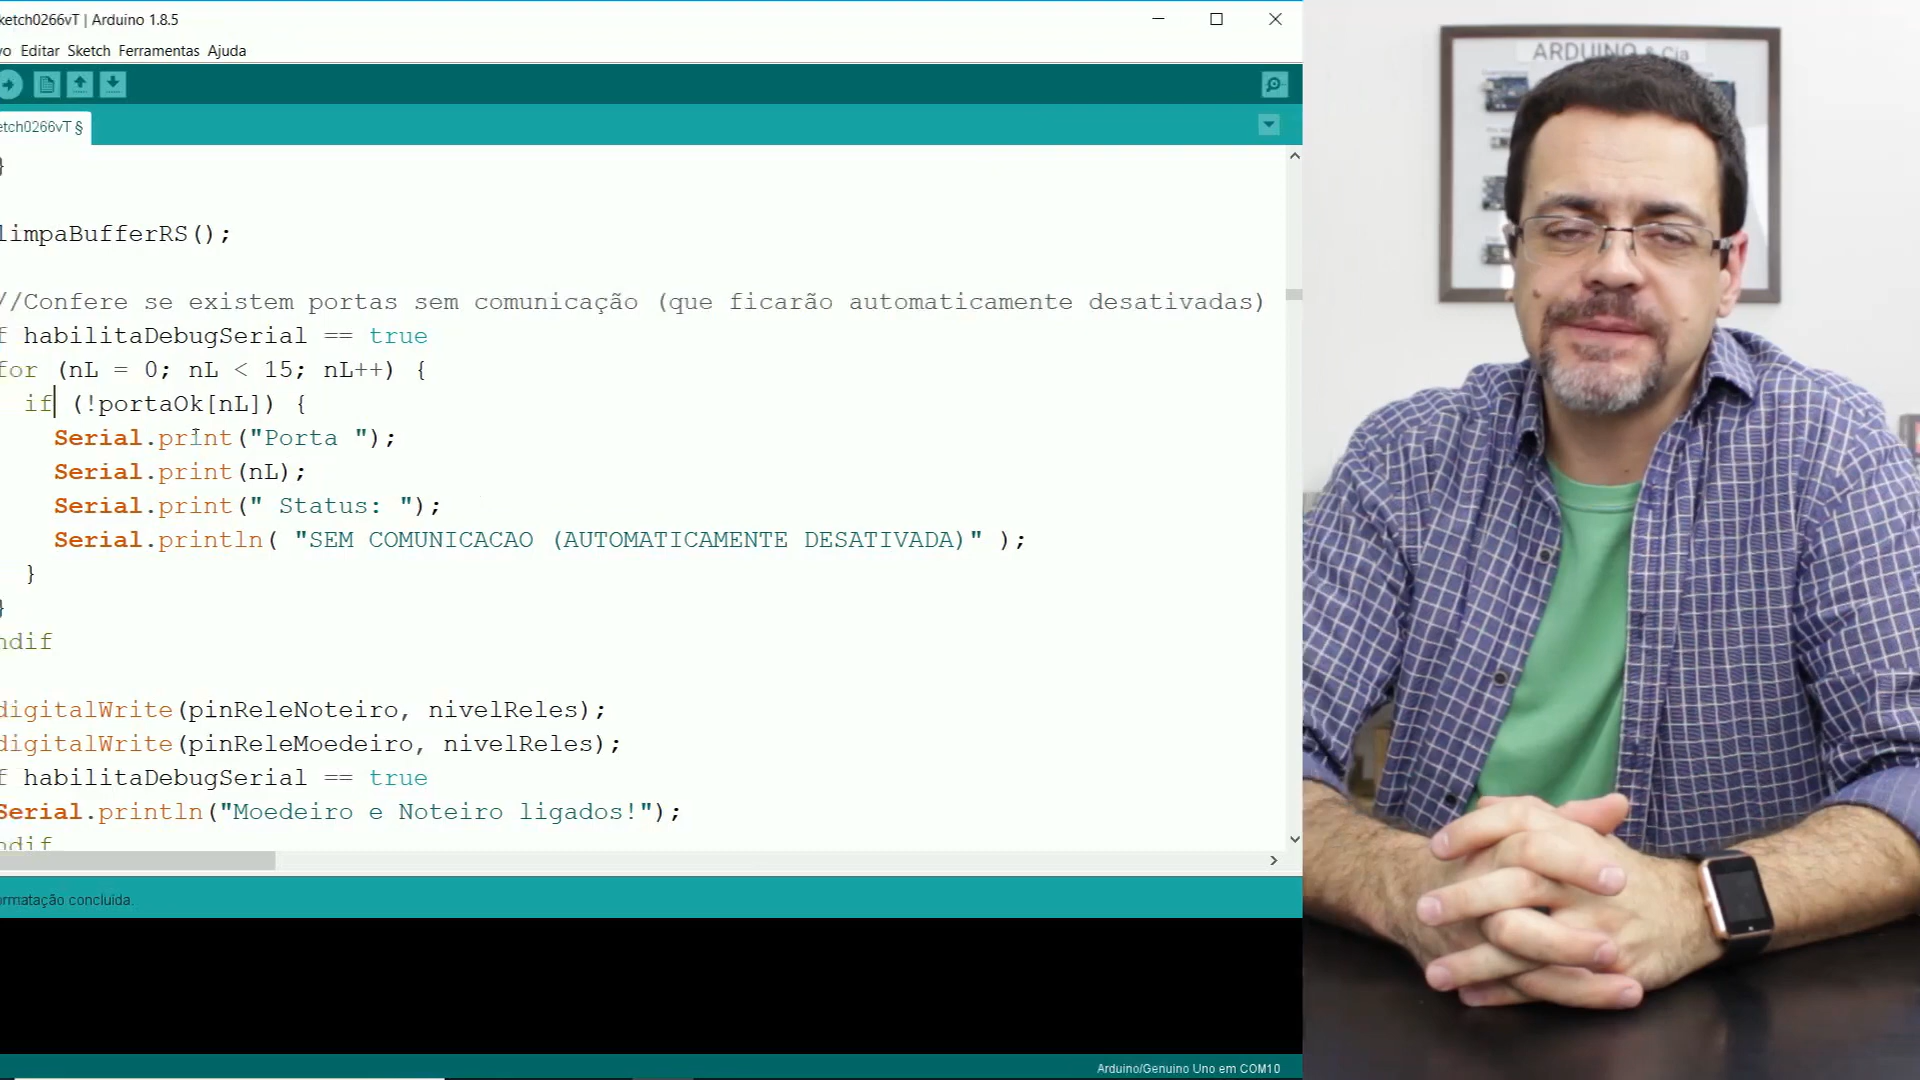 ketch0266vT | Arduino 1.8.5
vo Editar Sketch Ferramentas Ajuda
etch0266vT §
}
limpaBufferRS();
//Confere se existem portas sem comunicação (que ficarão automaticamente desativadas)
f habilitaDebugSerial == true
for (nL = 0; nL < 15; nL++) {
if (!portaOk[nL]) {
Serial.print("Porta ");
Serial.print(nL);
Serial.print(" Status: ");
Serial.println( "SEM COMUNICACAO (AUTOMATICAMENTE DESATIVADA)" );
}
}
ndif
digitalWrite(pinReleNoteiro, nivelReles);
digitalWrite(pinReleMoedeiro, nivelReles);
f habilitaDebugSerial == true
Serial.println("Moedeiro e Noteiro ligados!");
ndif
ormatação concluída.
Arduino/Genuino Uno em COM10
ARDUINO & Cia